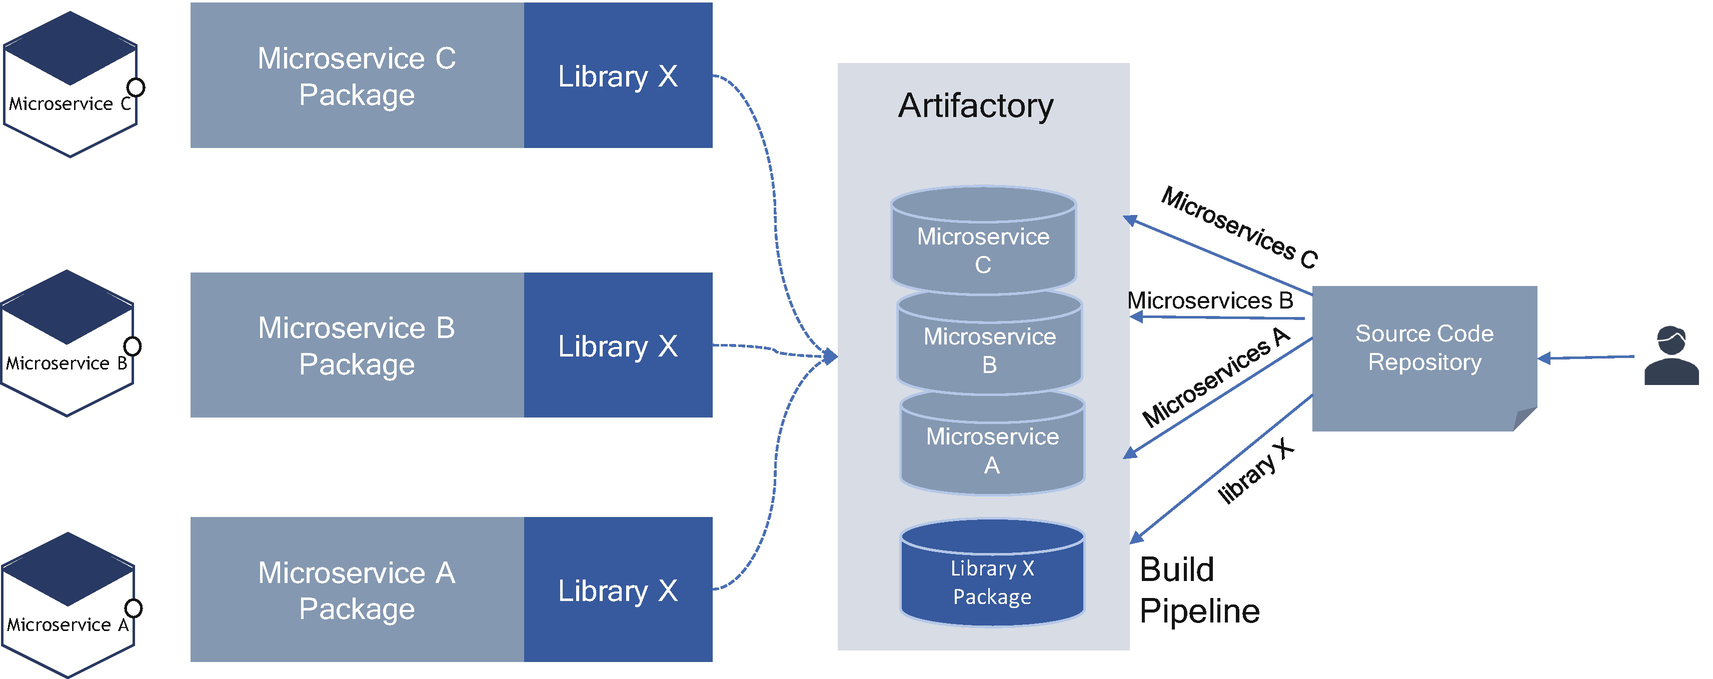 Microservice C
Microservice C
Package
Library X
Microservice B
Microservice B
Package
Library X
Microservice A
Microservice A
Package
Library X
Artifactory
Microservice
C
Microservice
B
Microservice
A
Library X
Package
Microservices C
Microservices B
Microservices A
library X
Build
Pipeline
Source Code
Repository